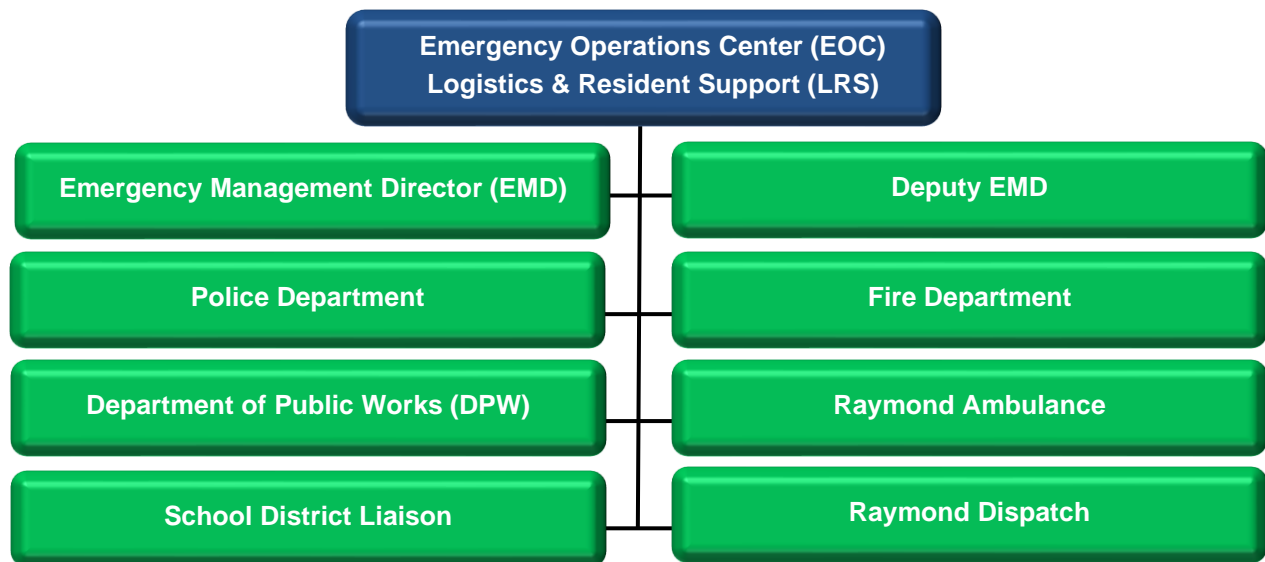 Emergency Operations Center (EOC)
Logistics & Resident Support (LRS)
Emergency Management Director (EMD)
Deputy EMD
Police Department
Fire Department
Department of Public Works (DPW)
Raymond Ambulance
School District Liaison
Raymond Dispatch